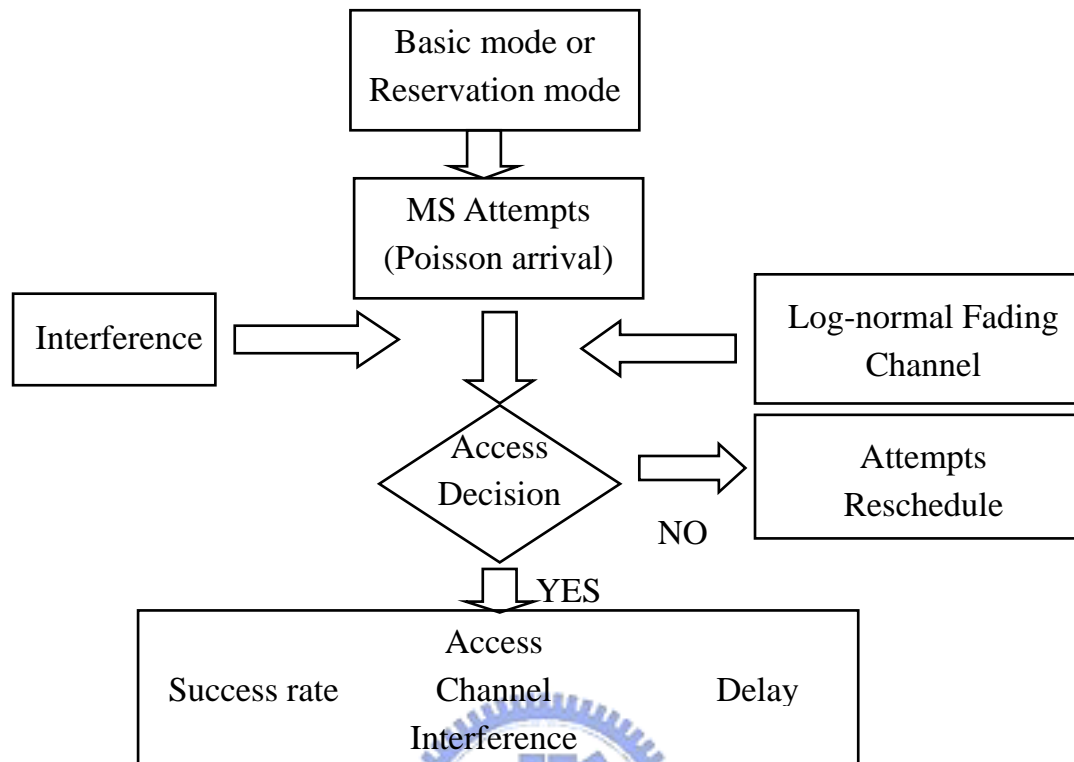 Basic mode or
Reservation mode
MS Attempts
(Poisson arrival)
Interference
Log-normal Fading
Channel
Access
Decision
Attempts
Reschedule
NO
YES
Access
Success rate Channel Delay
Interference